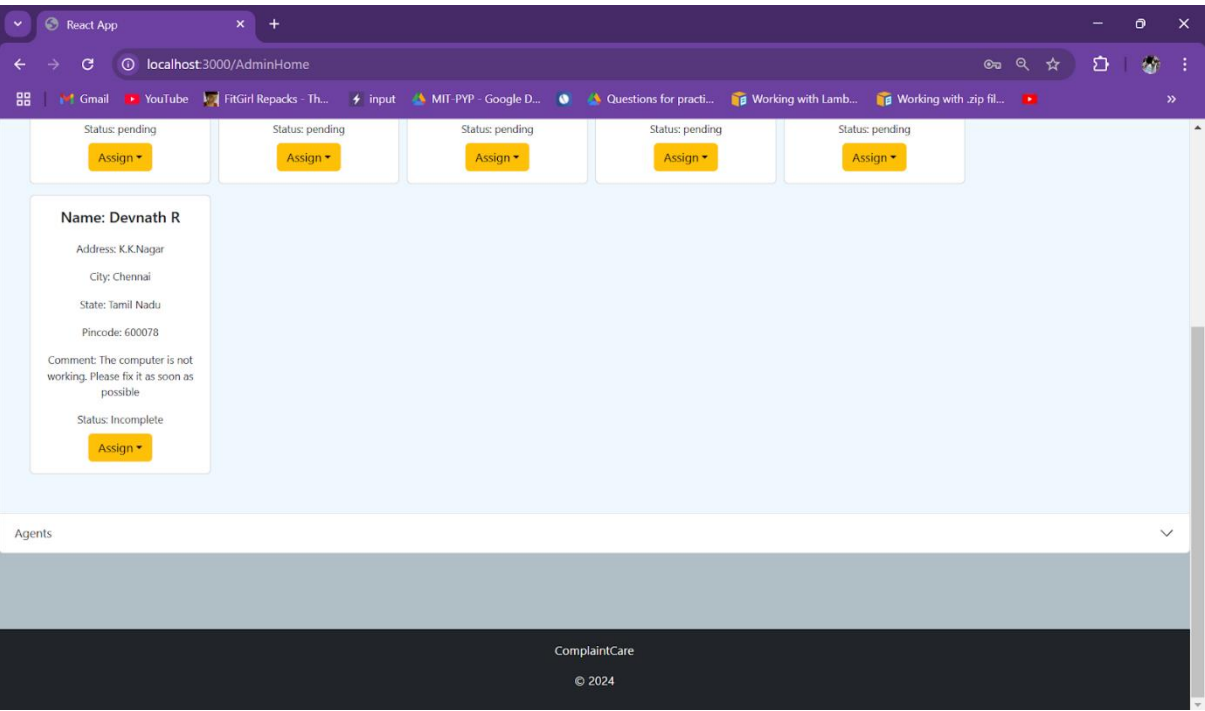 React App
localhost:3000/AdminHome
Gmail
YouTube
FitGirl Repacks - Th...
input
MIT-PYP - Google D...
Questions for practi...
Working with Lamb...
Working with .zip fil...
Status: pending
Status: pending
Status: pending
Status: pending
Status: pending
Assign
Assign
Assign
Assign
Assign
Name: Devnath R
Address: K.K.Nagar
City: Chennai
State: Tamil Nadu
Pincode: 600078
Comment: The computer is not
working. Please fix it as soon as
possible
Status: Incomplete
Assign
Agents
ComplaintCare
© 2024